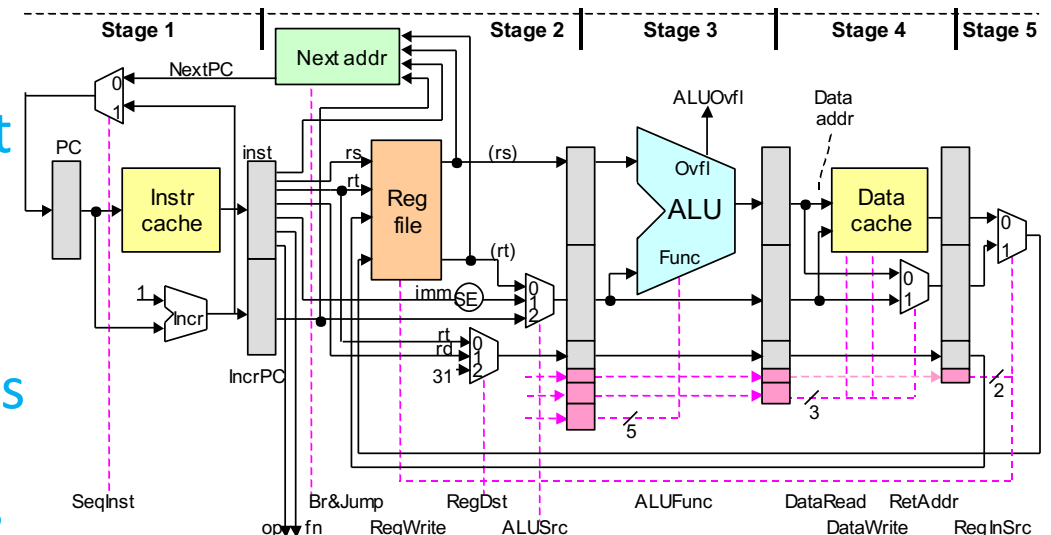 Stage 1
Stage 2
Stage 3
Stage 4
Stage 5
Next addr
NextPC
ALUOvfl
Data
addr
0
1
t
PC
inst
rs
(rs)
rt
Ovfl
Instr
cache
Reg
file
ALU
Data
cache
0
1
Func
(rt)
imm
SE
0
1
2
0
1
1
Incr
rt
rd
31
0
1
2
IncrPC
s
5
3
2
SeqInst
Br&Jump
RegDst
ALUFunc
DataRead
RetAddr
op
fn
RegWrite
ALUSrc
DataWrite
RegInSrc